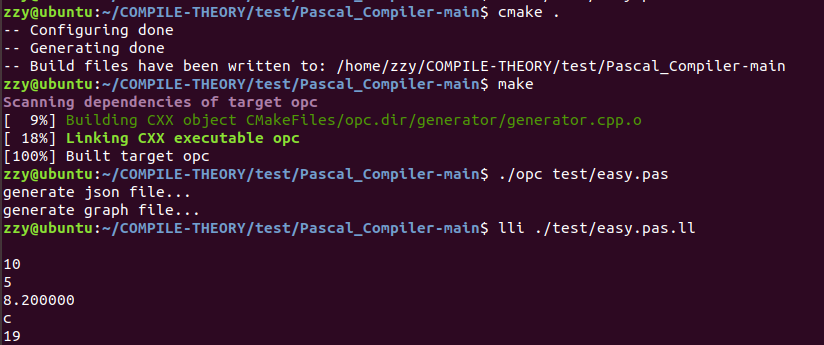 zzy@ubuntu:~/COMPILE-THEORY/test/Pascal_Compiler-main$ cmake .
-- Configuring done
-- Generating done
-- Build files have been written to: /home/zzy/COMPILE-THEORY/test/Pascal_Compiler-main
zzy@ubuntu:~/COMPILE-THEORY/test/Pascal_Compiler-main$ make
Scanning dependencies of target opc
[  9%] Building CXX object CMakeFiles/opc.dir/generator/generator.cpp.o
[ 18%] Linking CXX executable opc
[100%] Built target opc
zzy@ubuntu:~/COMPILE-THEORY/test/Pascal_Compiler-main$ ./opc test/easy.pas
generate json file...
generate graph file...
zzy@ubuntu:~/COMPILE-THEORY/test/Pascal_Compiler-main$ lli ./test/easy.pas.ll
10
5
8.200000
c
19